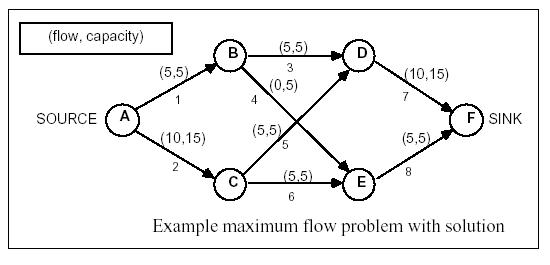 (flow, capacity)
B
(5,5)
3
D
(5,5)
1
(0,5)
4
(10,15)
7
SOURCE
A
F
SINK
(10,15)
2
(5,5)
5
(5,5)
8
C
(5,5)
6
E
Example maximum flow problem with solution